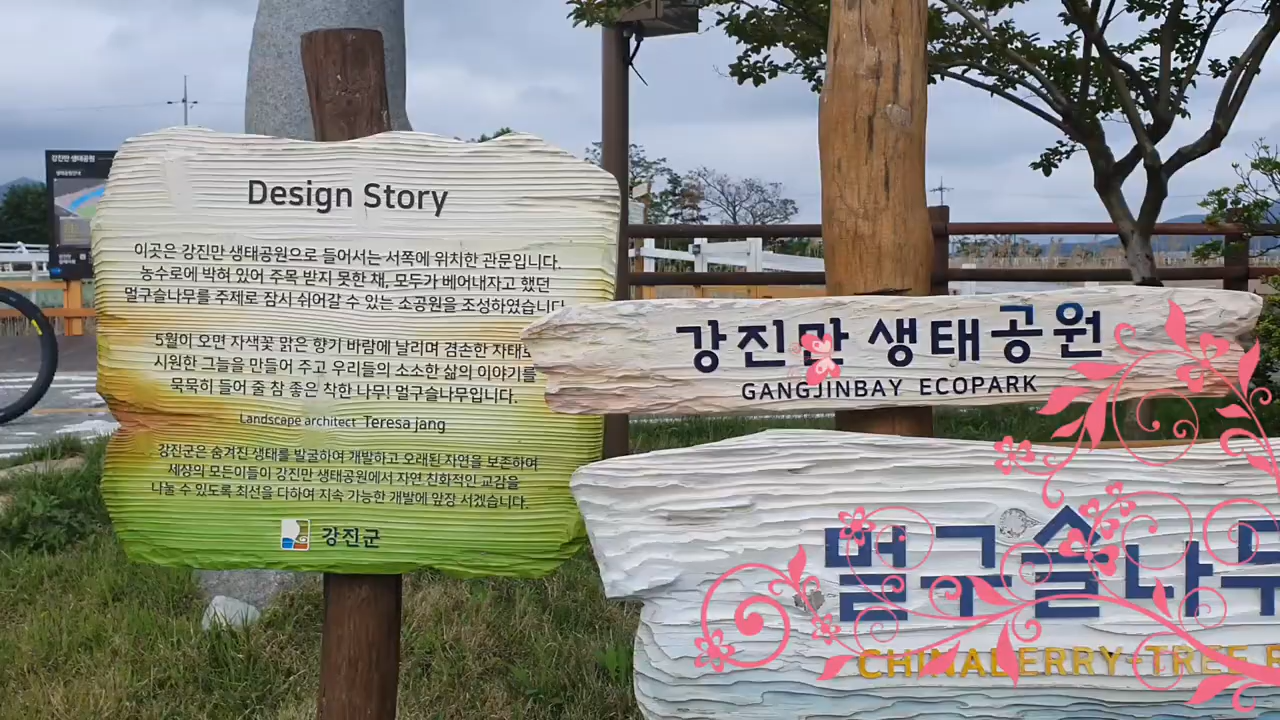 Design Story
이곳은 강진만 생태공원으로 들어서는 서쪽에 위치한 관문입니다.
농수로에 박혀 있어 주목 받지 못한 채, 모두가 베어내자고 했던
멀구슬나무를 주제로 잠시 쉬어갈 수 있는 소공원을 조성하였습니다
5월이 오면 자색꽃 맑은 향기 바람에 날리며 겸손한 자태로
시원한 그늘을 만들어 주고 우리들의 소소한 삶의 이야기를
묵묵히 들어 줄 참 좋은 착한 나무! 멀구슬나무입니다.
Landscape architect Teresa jang
강진군은 숨겨진 생태를 발굴하여 개발하고 오래된 자연을 보존하여
세상의 모든이들이 강진만 생태공원에서 자연 친화적인 교감을
나눌 수 있도록 최선을 다하여 지속 가능한 개발에 앞장 서겠습니다.
강진군
강진만 생태공원
강진만 생태공원
GANGJINBAY ECOPARK
멀구슬나무
CHINABERRY-TREE